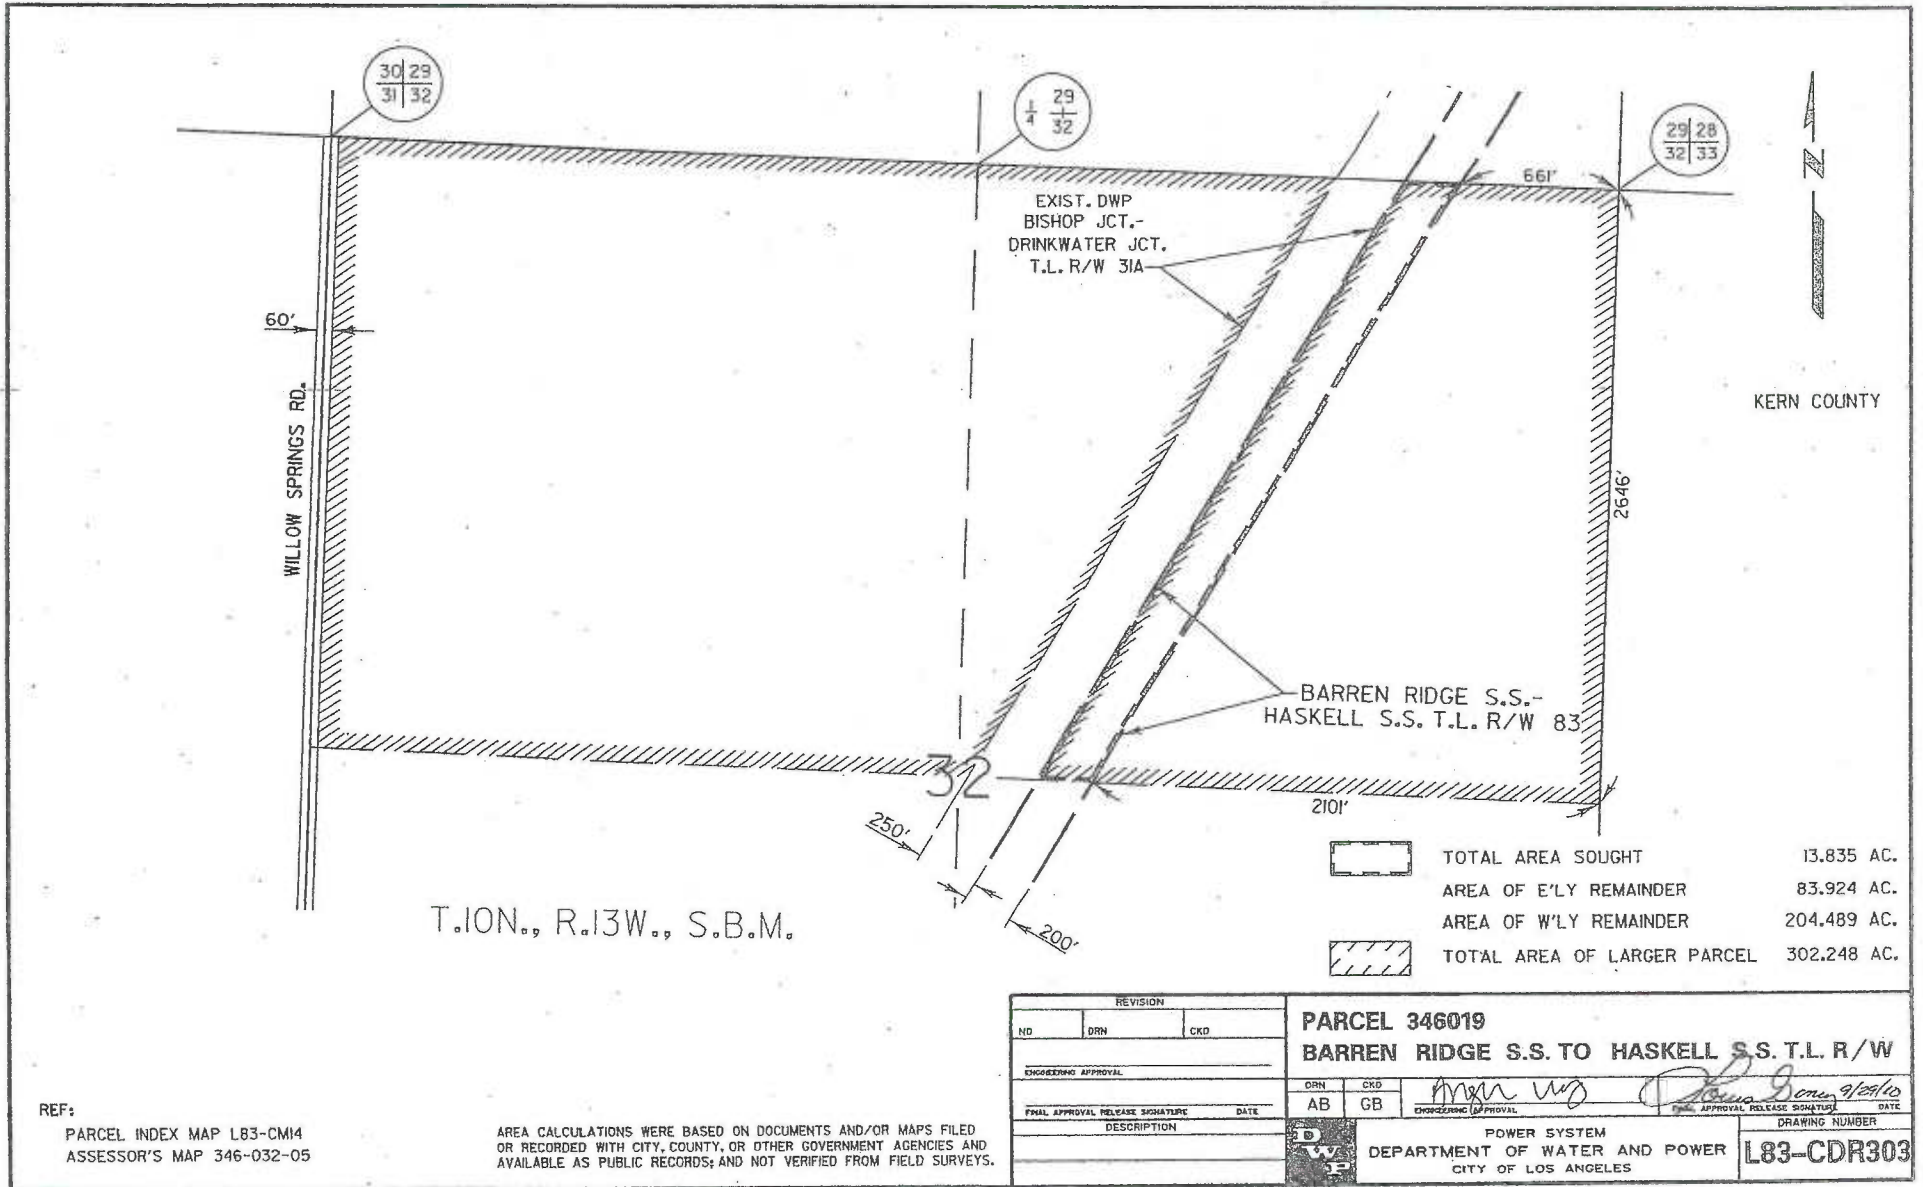 30 29
31 32
1/4 29
32
29 28
32 33
661'
EXIST. DWP
BISHOP JCT.-
DRINKWATER JCT.
T.L. R/W 31A
N
60'
WILLOW SPRINGS RD.
KERN COUNTY
2646'
BARREN RIDGE S.S.-
HASKELL S.S. T.L. R/W 83
32
2101'
250'
200'
T.10N., R.13W., S.B.M.
TOTAL AREA SOUGHT 13.835 AC.
AREA OF E'LY REMAINDER 83.924 AC.
AREA OF W'LY REMAINDER 204.489 AC.
TOTAL AREA OF LARGER PARCEL 302.248 AC.
REVISION
NO DRN CKD
ENGINEERING APPROVAL
FINAL APPROVAL RELEASE SIGNATURE DATE
DESCRIPTION
PARCEL 346019
BARREN RIDGE S.S. TO HASKELL S.S. T.L. R/W
DRN CKD
AB GB
ENGINEERING APPROVAL
9/29/10
APPROVAL RELEASE SIGNATURE DATE
DWP
POWER SYSTEM
DEPARTMENT OF WATER AND POWER
CITY OF LOS ANGELES
DRAWING NUMBER
L83-CDR303
REF:
PARCEL INDEX MAP L83-CM14
ASSESSOR'S MAP 346-032-05
AREA CALCULATIONS WERE BASED ON DOCUMENTS AND/OR MAPS FILED
OR RECORDED WITH CITY, COUNTY, OR OTHER GOVERNMENT AGENCIES AND
AVAILABLE AS PUBLIC RECORDS; AND NOT VERIFIED FROM FIELD SURVEYS.